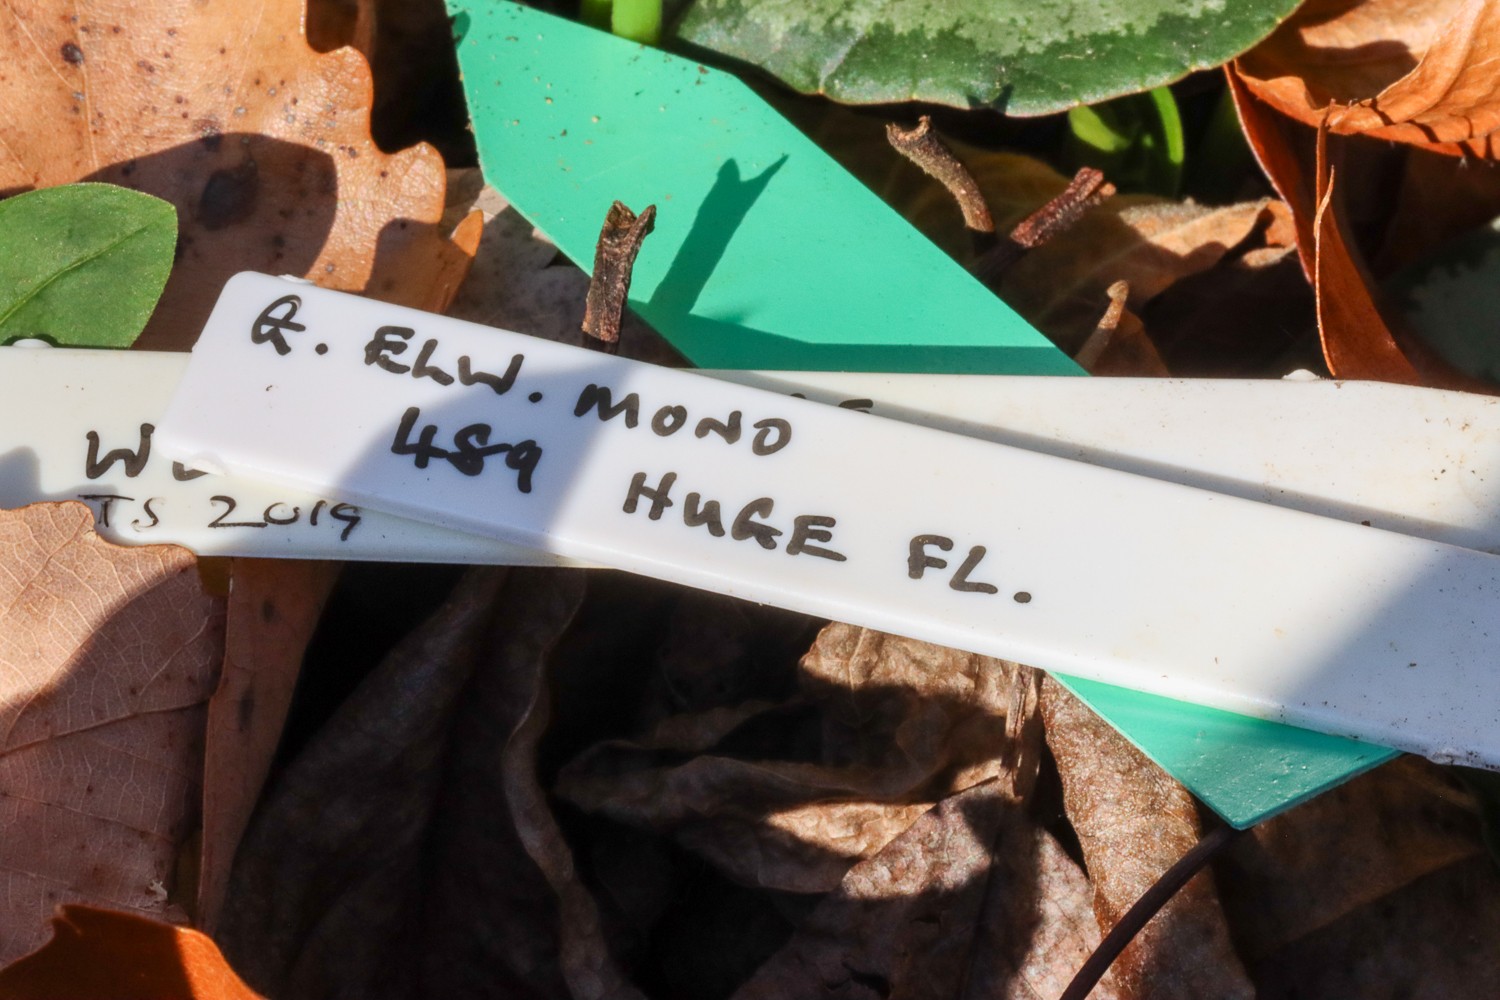 G. ELW. MONO
489 HUGE FL.
TS 2019